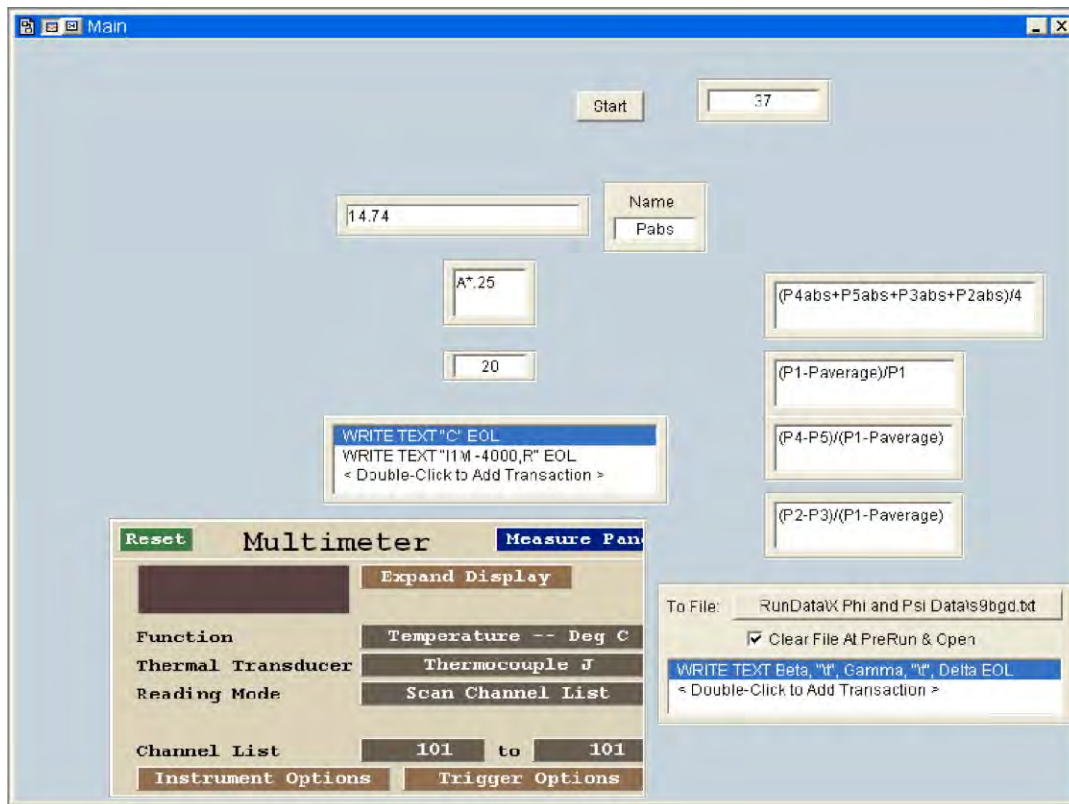 Main
Start
37
14.74
Name
Pabs
A*.25
(P4abs+P5abs+P3abs+P2abs)/4
20
(P1-Paverage)/P1
WRITE TEXT "C" EOL
WRITE TEXT "I1M-4000,R" EOL
< Double-Click to Add Transaction >
(P4-P5)/(P1-Paverage)
(P2-P3)/(P1-Paverage)
Reset
Multimeter
Measure Pan
Expand Display
Function
Temperature -- Deg C
Thermal Transducer
Thermocouple J
Reading Mode
Scan Channel List
Channel List
101 to 101
Instrument Options
Trigger Options
To File:
RunData\X Phi and Psi Data\s9bgd.txt
Clear File At PreRun & Open
WRITE TEXT Beta, "\t", Gamma, "\t", Delta EOL
< Double-Click to Add Transaction >